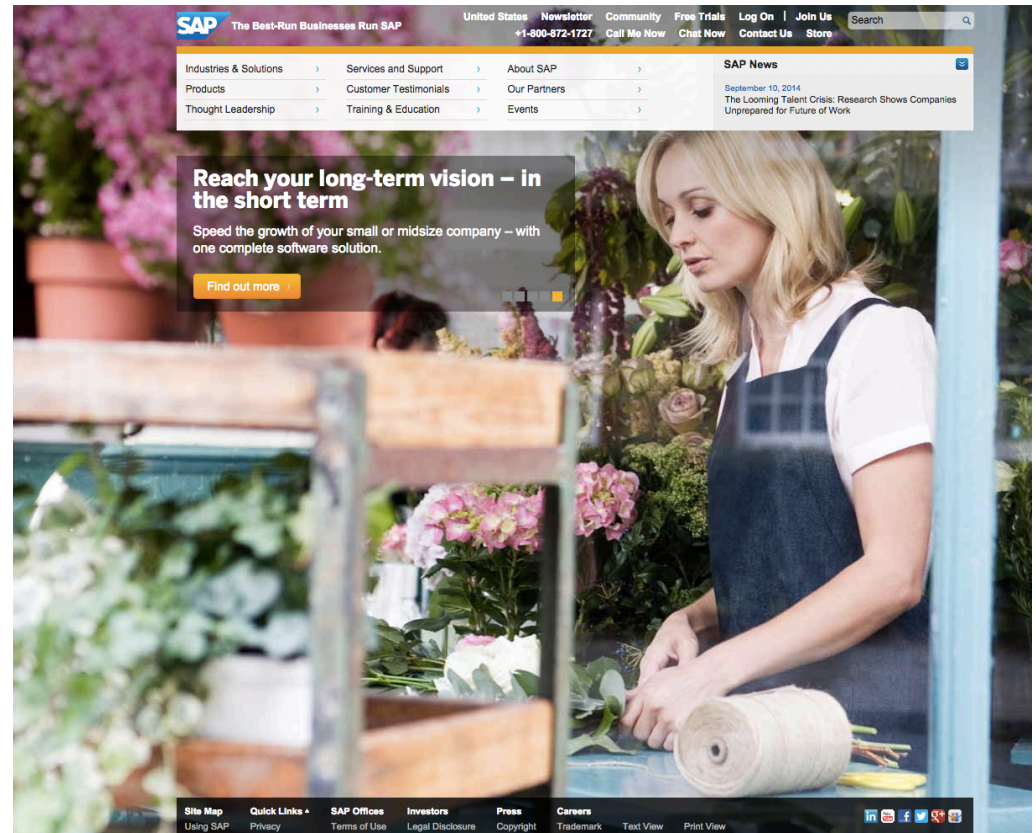 SAP The Best-Run Businesses Run SAP
United States Newsletter Community Free Trials Log On | Join Us
+1-800-872-1727 Call Me Now Chat Now Contact Us Store
Search
Industries & Solutions
Products
Thought Leadership
Services and Support
Customer Testimonials
Training & Education
About SAP
Our Partners
Events
SAP News
September 10, 2014
The Looming Talent Crisis: Research Shows Companies
Unprepared for Future of Work
Reach your long-term vision – in
the short term
Speed the growth of your small or midsize company – with
one complete software solution.
Find out more
Site Map Quick Links SAP Offices Investors Press Careers
Using SAP Privacy Terms of Use Legal Disclosure Copyright Trademark Text View Print View